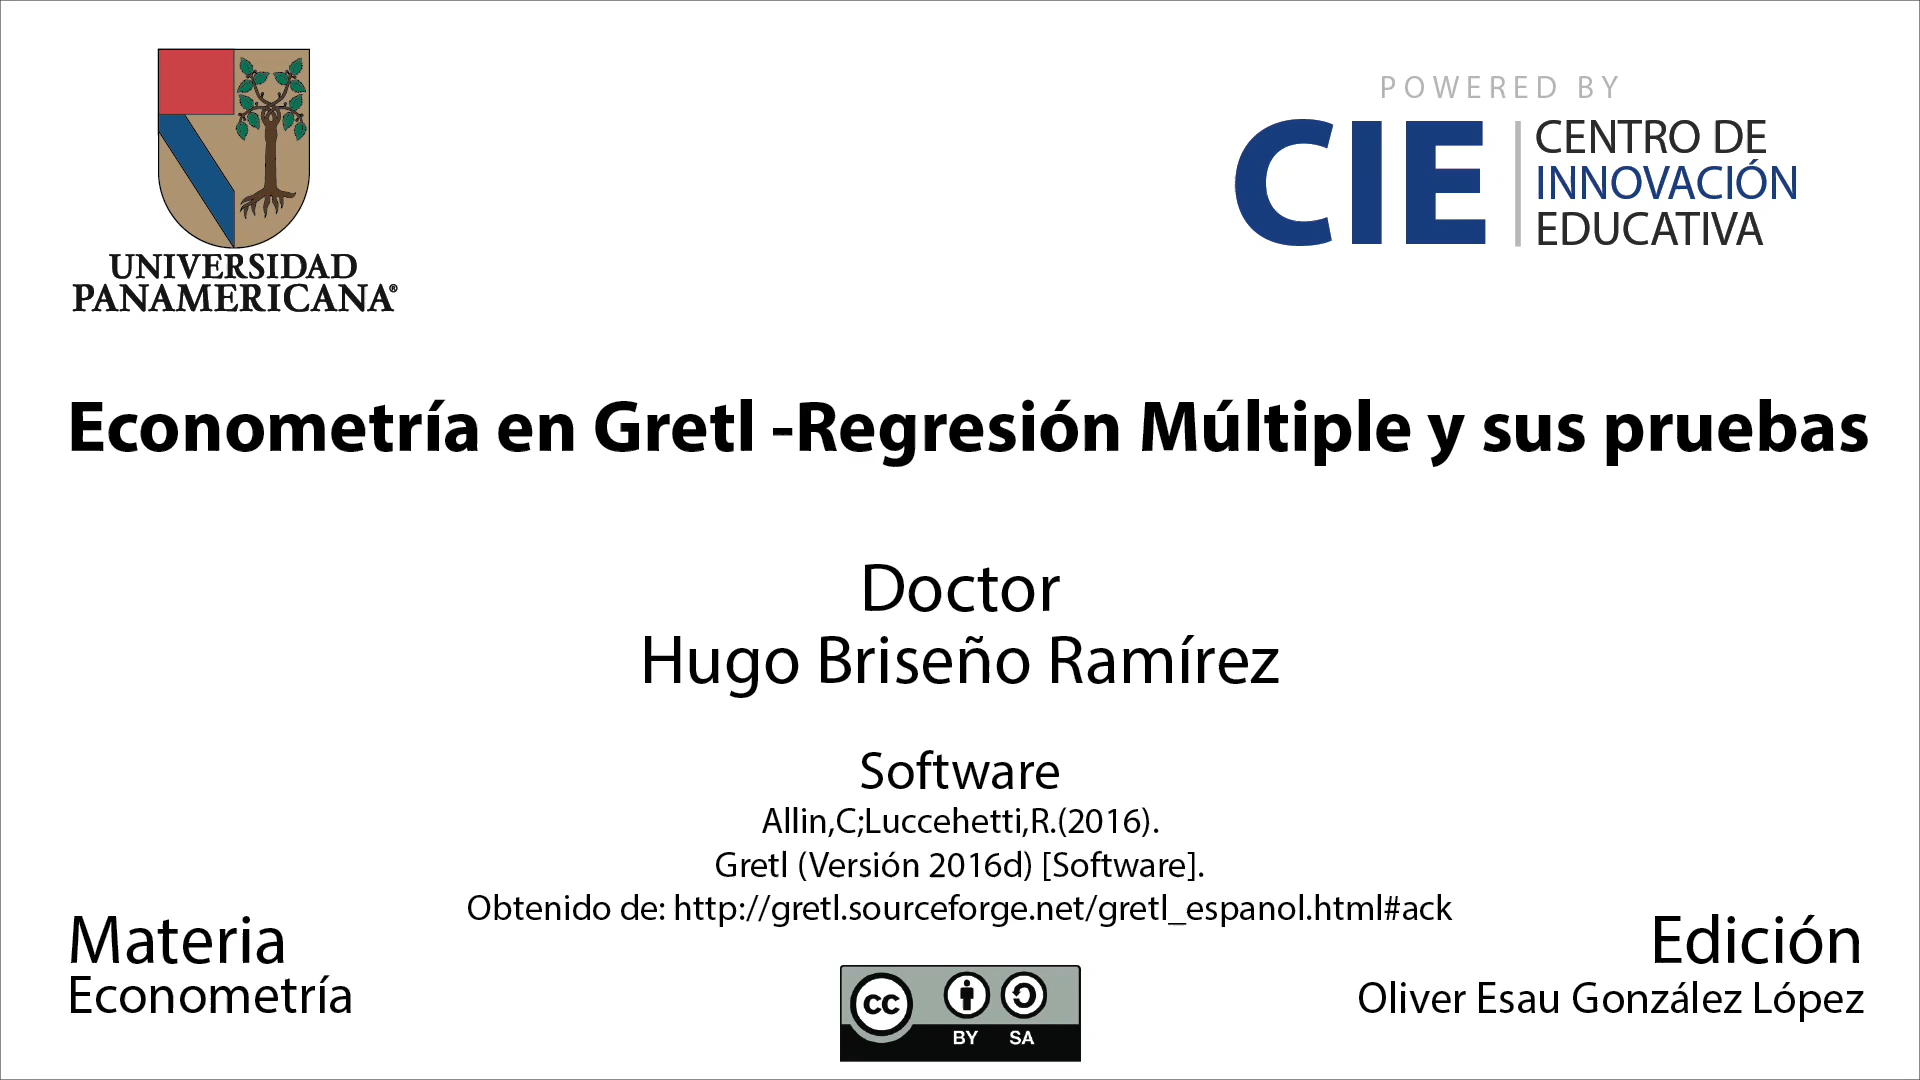 UNIVERSIDAD
PANAMERICANA®
POWERED BY
CIE
CENTRO DE
INNOVACIÓN
EDUCATIVA
Econometría en Gretl -Regresión Múltiple y sus pruebas
Doctor
Hugo Briseño Ramírez
Software
Allin,C;Luccehetti,R.(2016).
Gretl (Versión 2016d) [Software].
Obtenido de: http://gretl.sourceforge.net/gretl_espanol.html#ack
Materia
Econometría
cc
BY SA
Edición
Oliver Esau González López